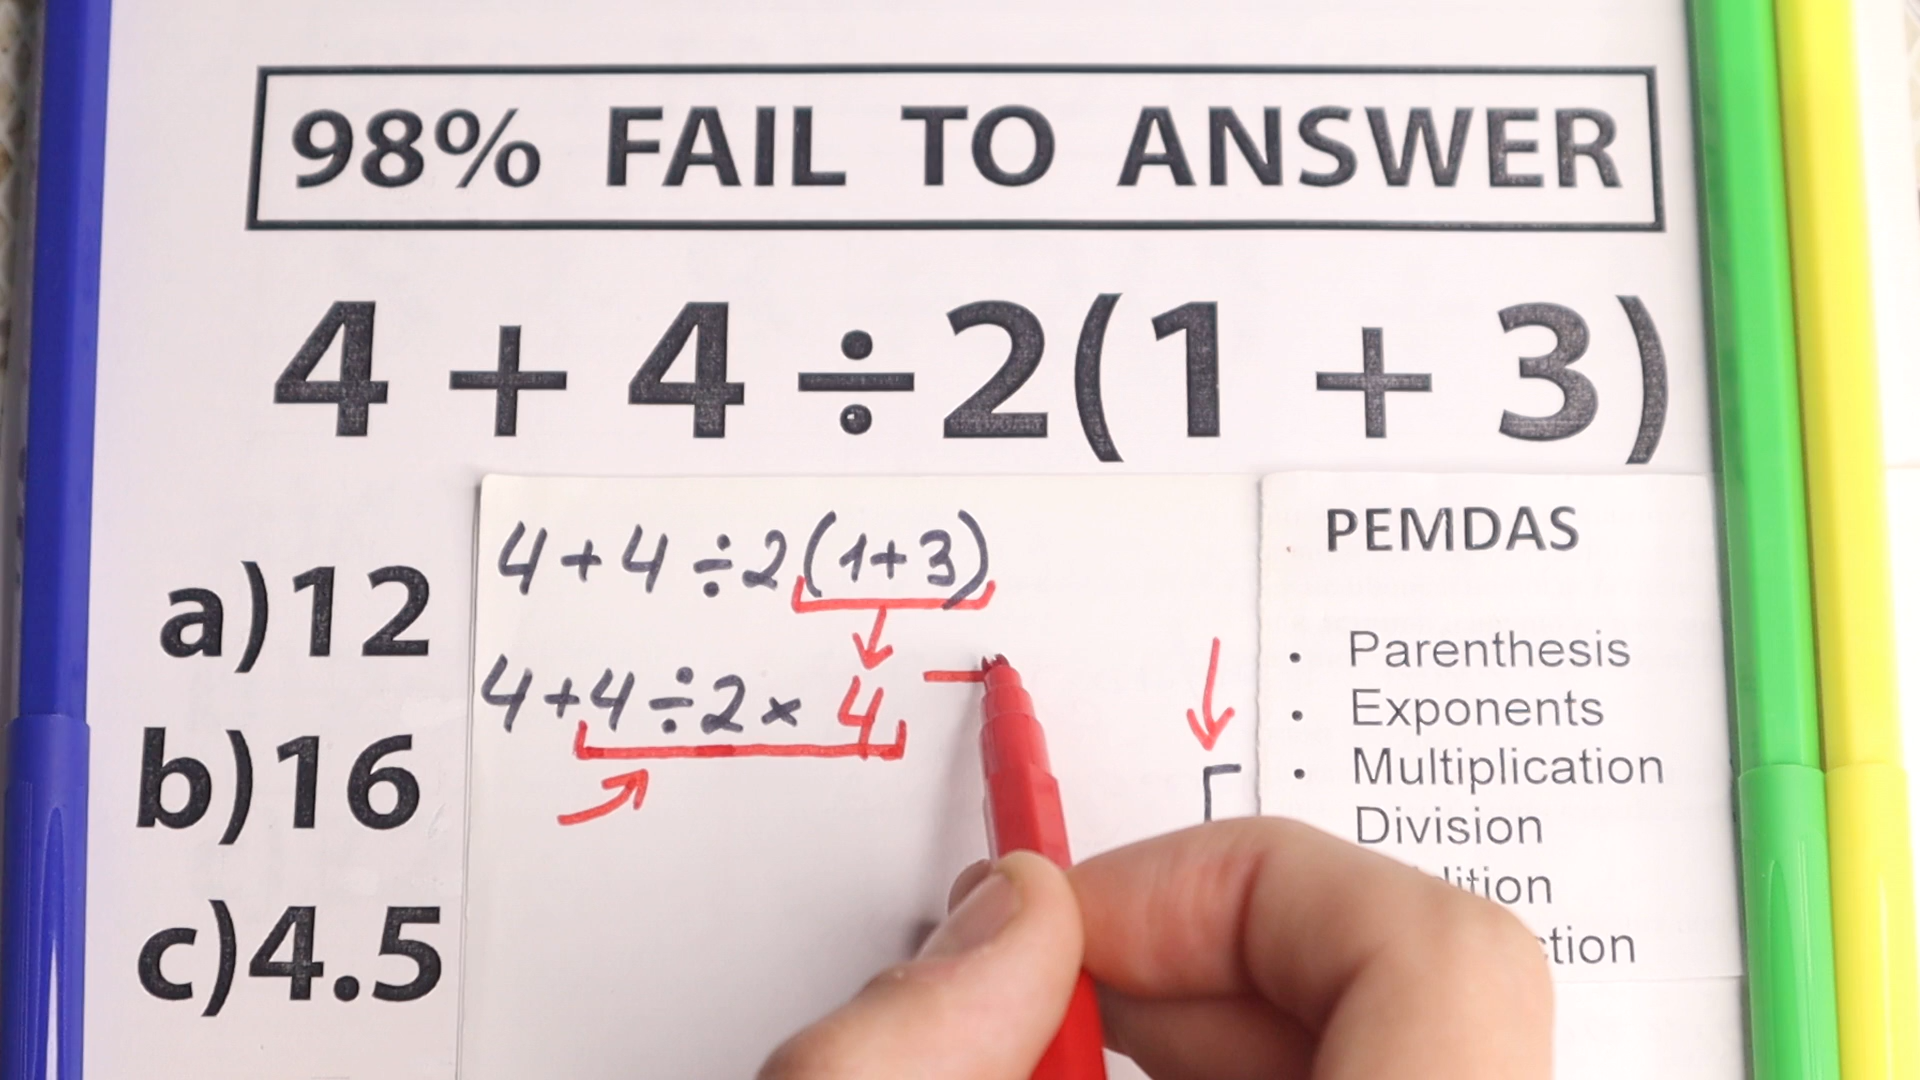 98% FAIL TO ANSWER
4 + 4 ÷ 2(1 + 3)
a)12
b)16
c)4.5
4+4÷2(1+3)
4+4÷2× 4
PEMDAS
• Parenthesis
• Exponents
• Multiplication
Division